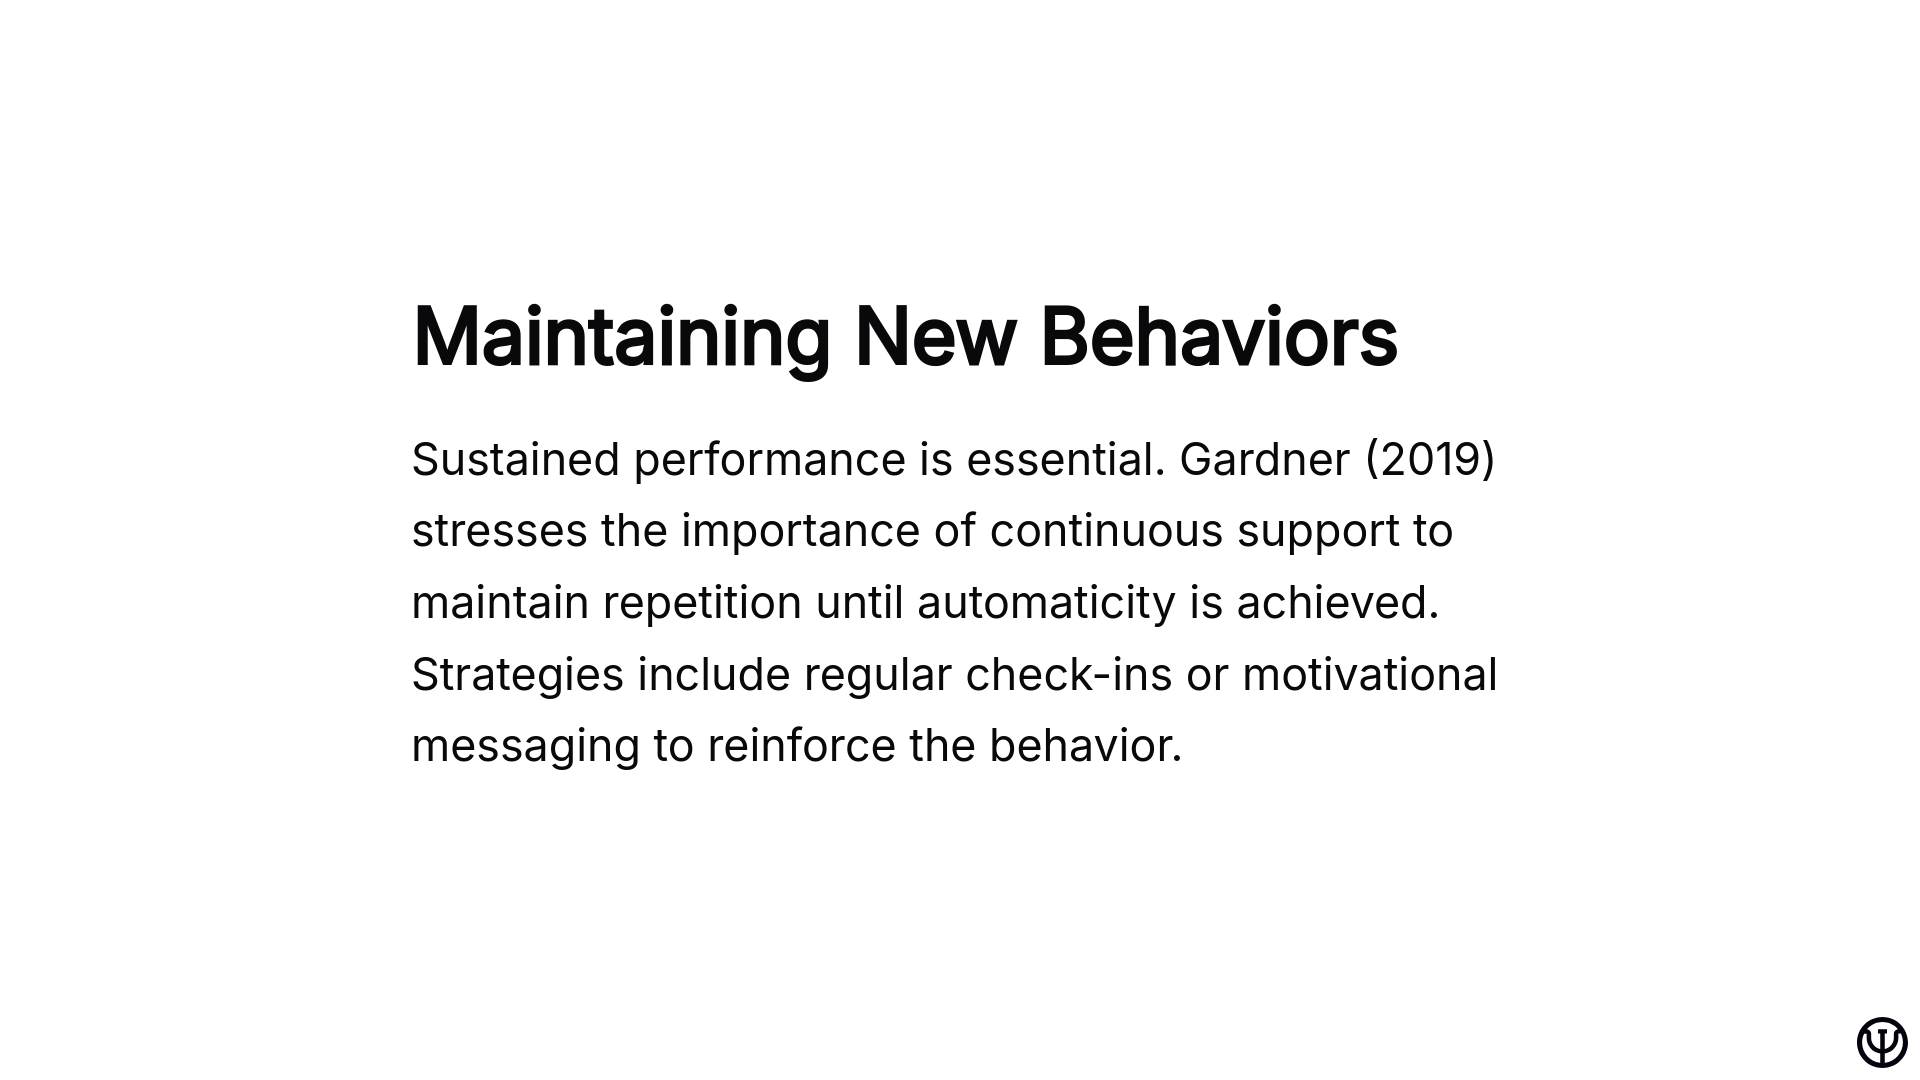 Maintaining New Behaviors
Sustained performance is essential. Gardner (2019)
stresses the importance of continuous support to
maintain repetition until automaticity is achieved.
Strategies include regular check-ins or motivational
messaging to reinforce the behavior.